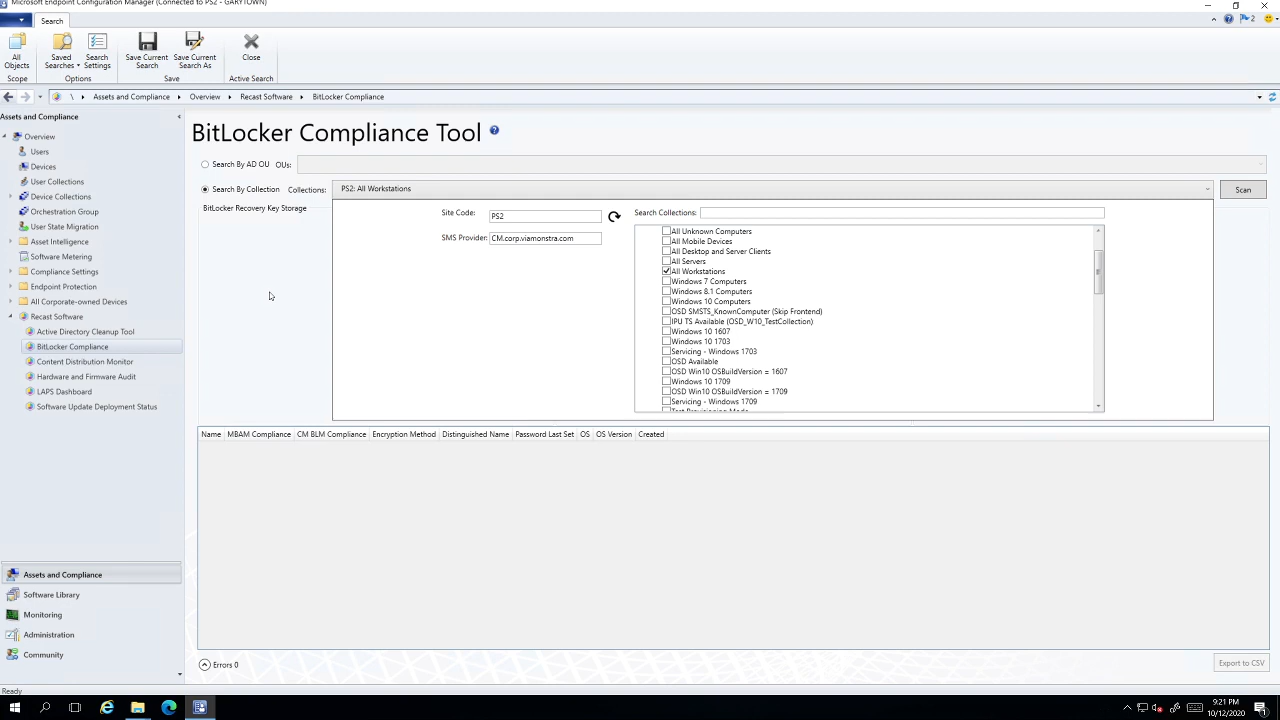 Microsoft Endpoint Configuration Manager (Connected to PS2 - GARYTOWN)
Search
2
All Objects
Saved Searches
Search Settings
Save Current Search
Save Current Search As
Close
Scope
Options
Save
Active Search
\ Assets and Compliance Overview Recast Software BitLocker Compliance
Assets and Compliance
Overview
Users
Devices
User Collections
Device Collections
Orchestration Group
User State Migration
Asset Intelligence
Software Metering
Compliance Settings
Endpoint Protection
All Corporate-owned Devices
Recast Software
Active Directory Cleanup Tool
BitLocker Compliance
Content Distribution Monitor
Hardware and Firmware Audit
LAPS Dashboard
Software Update Deployment Status
Assets and Compliance
Software Library
Monitoring
Administration
Community
Ready
BitLocker Compliance Tool
Search By AD OU OUs:
Search By Collection Collections: PS2: All Workstations
Scan
BitLocker Recovery Key Storage
Site Code: PS2
SMS Provider: CM.corp.viamonstra.com
Search Collections:
All Unknown Computers
All Mobile Devices
All Desktop and Server Clients
All Servers
All Workstations
Windows 7 Computers
Windows 8.1 Computers
Windows 10 Computers
OSD SMSTS_KnownComputer (Skip Frontend)
IPU TS Available (OSD_W10_TestCollection)
Windows 10 1607
Windows 10 1703
Servicing - Windows 1703
OSD Available
OSD Win10 OSBuildVersion = 1607
Windows 10 1709
OSD Win10 OSBuildVersion = 1709
Servicing - Windows 1709
Test Provisioning Mode
Name MBAM Compliance CM BLM Compliance Encryption Method Distinguished Name Password Last Set OS OS Version Created
Errors 0
Export to CSV
9:21 PM
10/12/2020
1